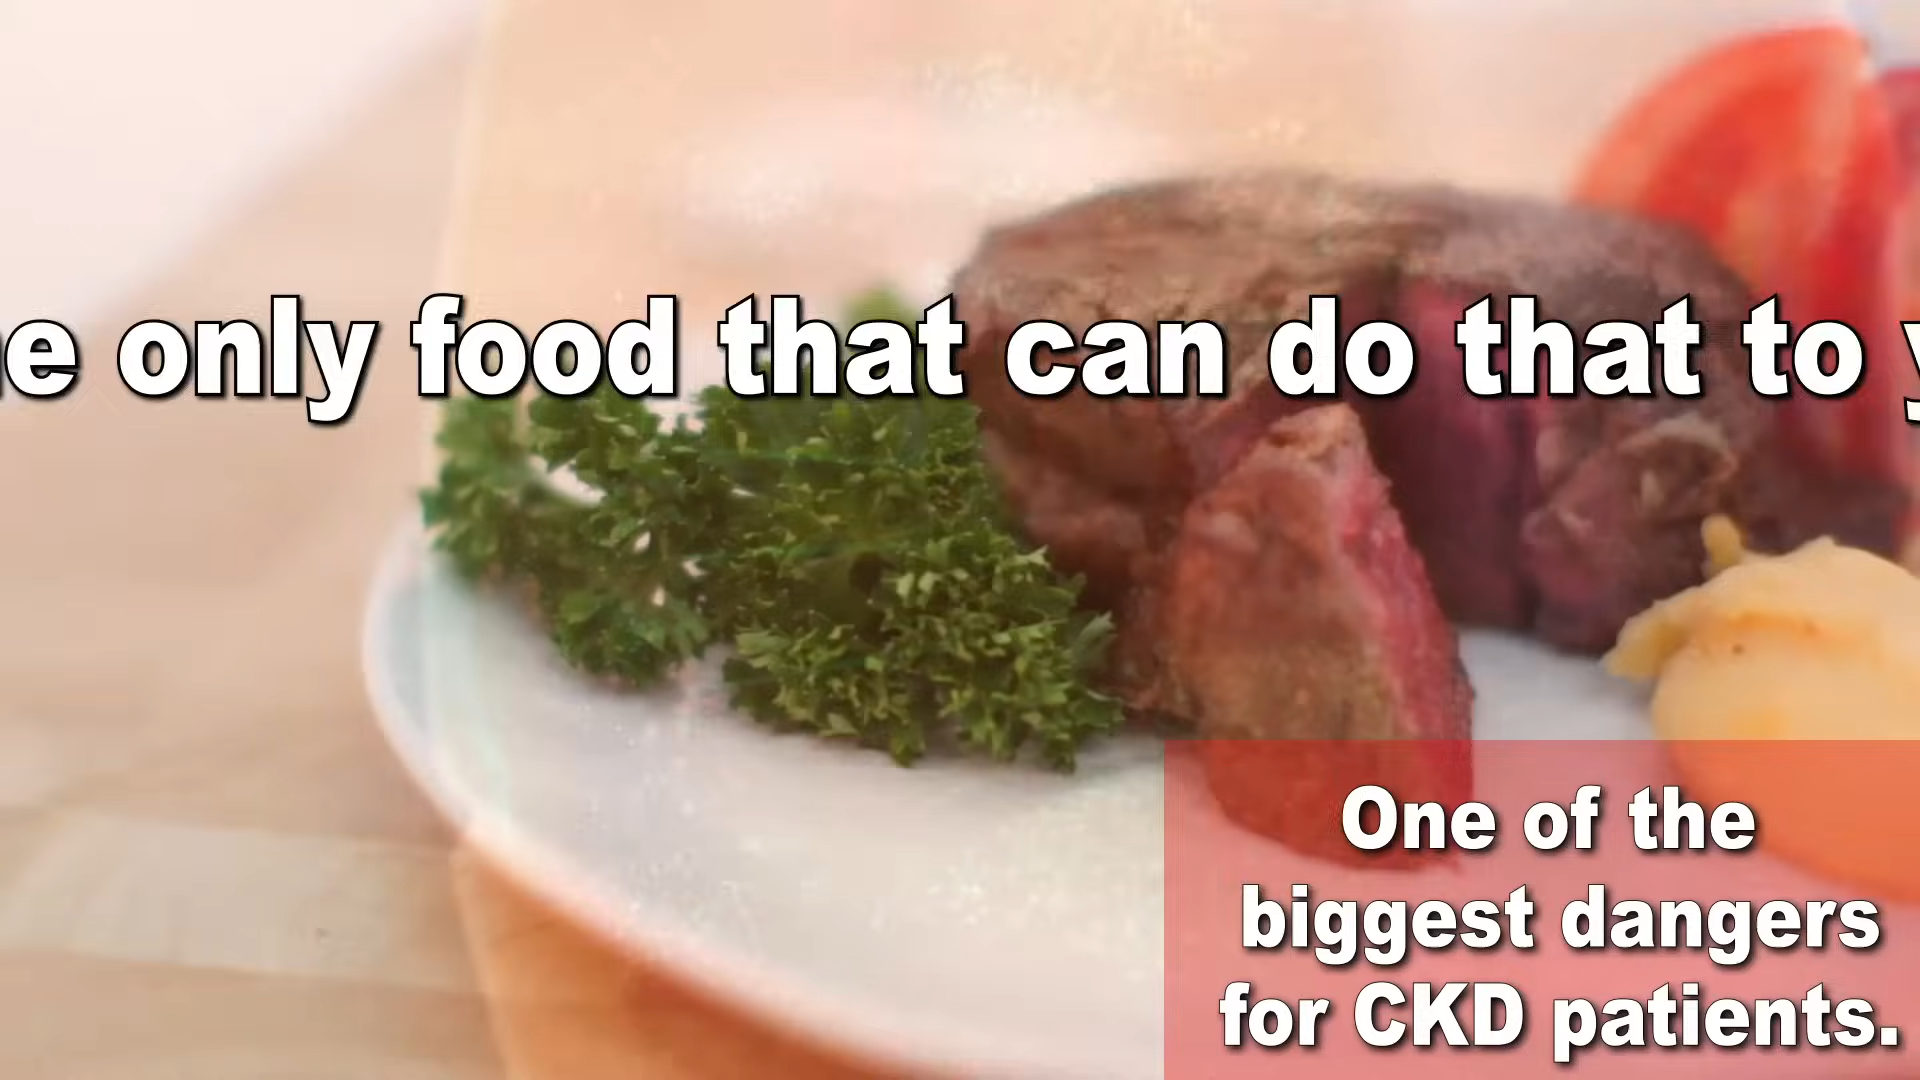 only food that can do that to
One of the
biggest dangers
for CKD patients.